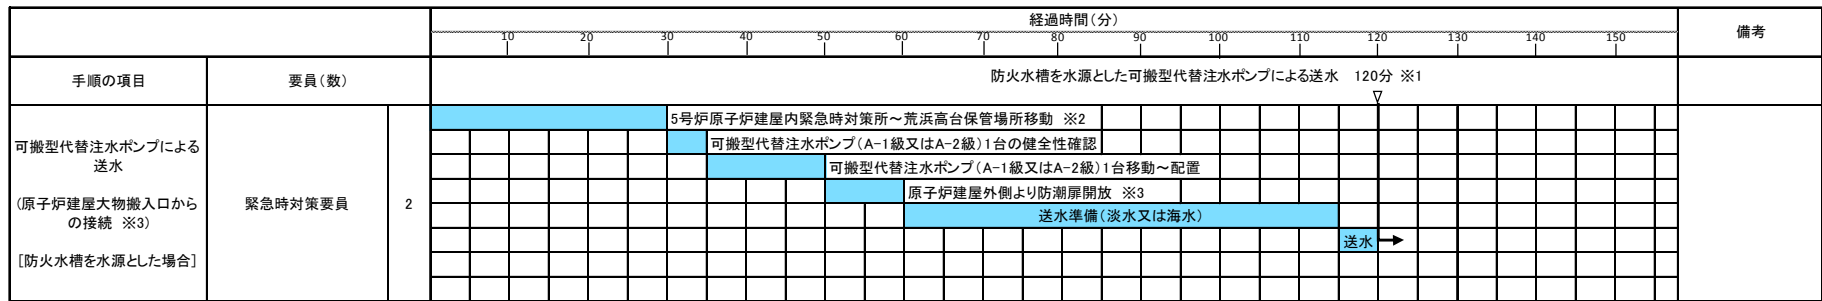 経過時間(分)
備考
10 20 30 40 50 60 70 80 90 100 110 120 130 140 150
手順の項目
要員(数)
防火水槽を水源とした可搬型代替注水ポンプによる送水 120分 ※1
可搬型代替注水ポンプによる
送水
(原子炉建屋大物搬入口から
の接続 ※3)
[防火水槽を水源とした場合]
緊急時対策要員
2
5号炉原子炉建屋内緊急時対策所～荒浜高台保管場所移動 ※2
可搬型代替注水ポンプ(A-1級又はA-2級)1台の健全性確認
可搬型代替注水ポンプ(A-1級又はA-2級)1台移動～配置
原子炉建屋外側より防潮扉開放 ※3
送水準備(淡水又は海水)
送水